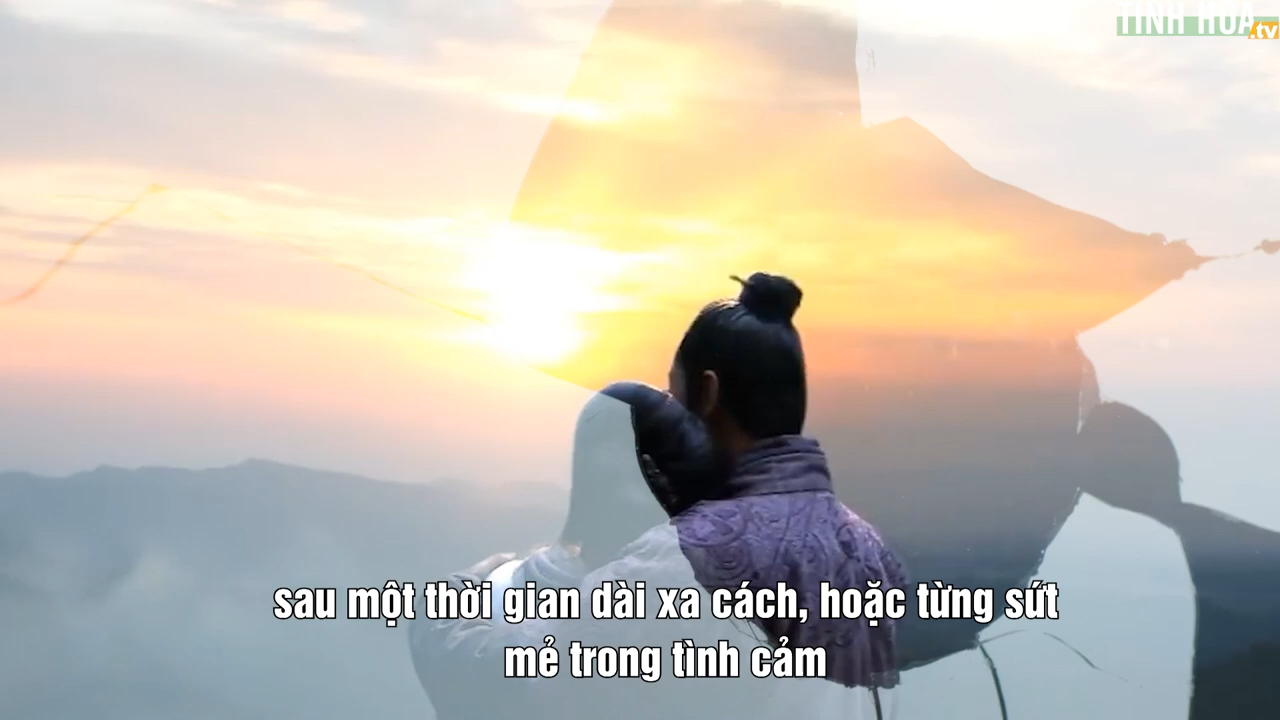 TINH HOA
.tv
sau một thời gian dài xa cách, hoặc từng sứt
mẻ trong tình cảm